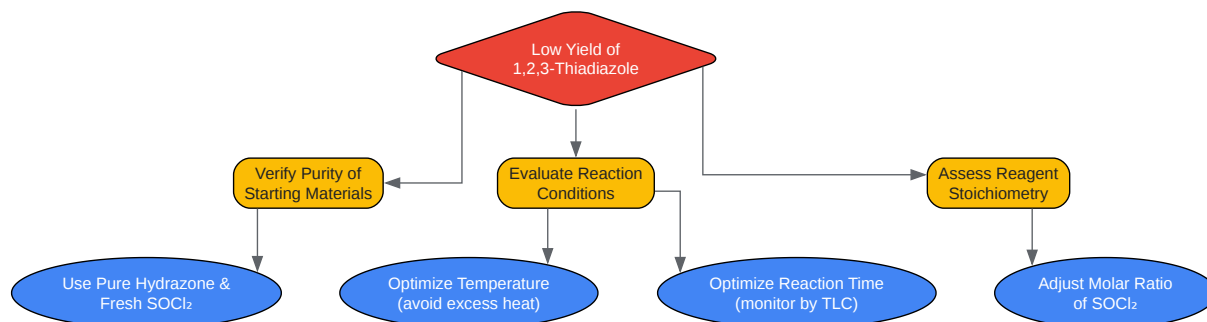 Low Yield of
1,2,3-Thiadiazole
Verify Purity of
Starting Materials
Evaluate Reaction
Conditions
Assess Reagent
Stoichiometry
Use Pure Hydrazone &
Fresh SOCl₂
Optimize Temperature
(avoid excess heat)
Optimize Reaction Time
(monitor by TLC)
Adjust Molar Ratio
of SOCl₂